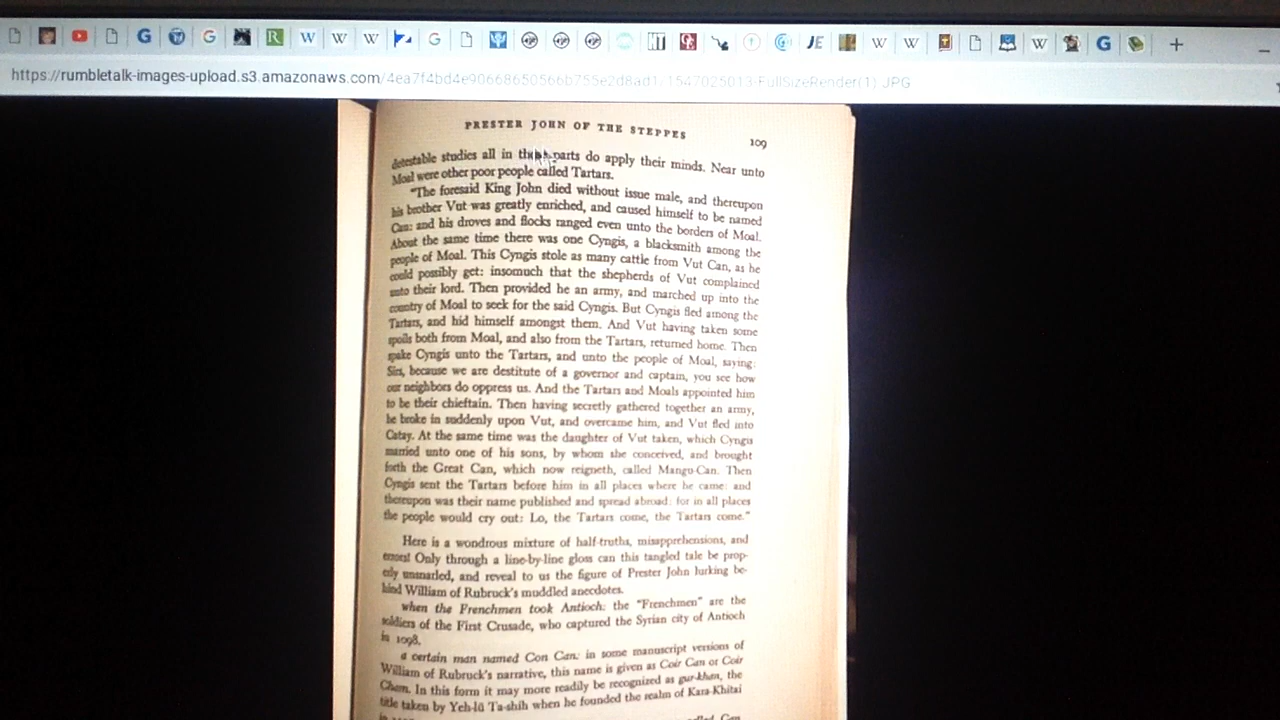 https://rumbletalk-images-upload.s3.amazonaws.com/4ea7f4bd4e90668650566b755e2d8ad1/1547025013-FullSizeRender(1).JPG
PRESTER JOHN OF THE STEPPES 109
detestable studies all in parts do apply their minds. Near unto
Moal were other poor people called Tartars.
"The foresaid King John died without issue male, and thereupon
his brother Vut was greatly enriched, and caused himself to be named
Can: and his droves and flocks ranged even unto the borders of Moal.
About the same time there was one Cyngis, a blacksmith among the
people of Moal. This Cyngis stole as many cattle from Vut Can, as he
could possibly get: insomuch that the shepherds of Vut complained
unto their lord. Then provided he an army, and marched up into the
country of Moal to seek for the said Cyngis. But Cyngis fled among the
Tartars, and hid himself amongst them. And Vut having taken some
spoils both from Moal, and also from the Tartars, returned home. Then
spake Cyngis unto the Tartars, and unto the people of Moal, saying:
Sirs, because we are destitute of a governor and captain, you see how
our neighbors do oppress us. And the Tartars and Moals appointed him
to be their chieftain. Then having secretly gathered together an army,
he broke in suddenly upon Vut, and overcame him, and Vut fled into
Catay. At the same time was the daughter of Vut taken, which Cyngis
married unto one of his sons, by whom she conceived, and brought
forth the Great Can, which now reigneth, called Mangu-Can. Then
Cyngis sent the Tartars before him in all places where he came: and
thereupon was their name published and spread abroad: for in all places
the people would cry out: Lo, the Tartars come, the Tartars come."
Here is a wondrous mixture of half-truths, misapprehensions, and
errors! Only through a line-by-line gloss can this tangled tale be prop-
erly unsnarled, and reveal to us the figure of Prester John lurking be-
hind William of Rubruck's muddled anecdotes.
when the Frenchmen took Antioch: the "Frenchmen" are the
soldiers of the First Crusade, who captured the Syrian city of Antioch
in 1098.
a certain man named Con Can: in some manuscript versions of
William of Rubruck's narrative, this name is given as Coir Can or Coir
Cham. In this form it may more readily be recognized as gur-khan, the
title taken by Yeh-lü Ta-shih when he founded the realm of Kara-Khitai